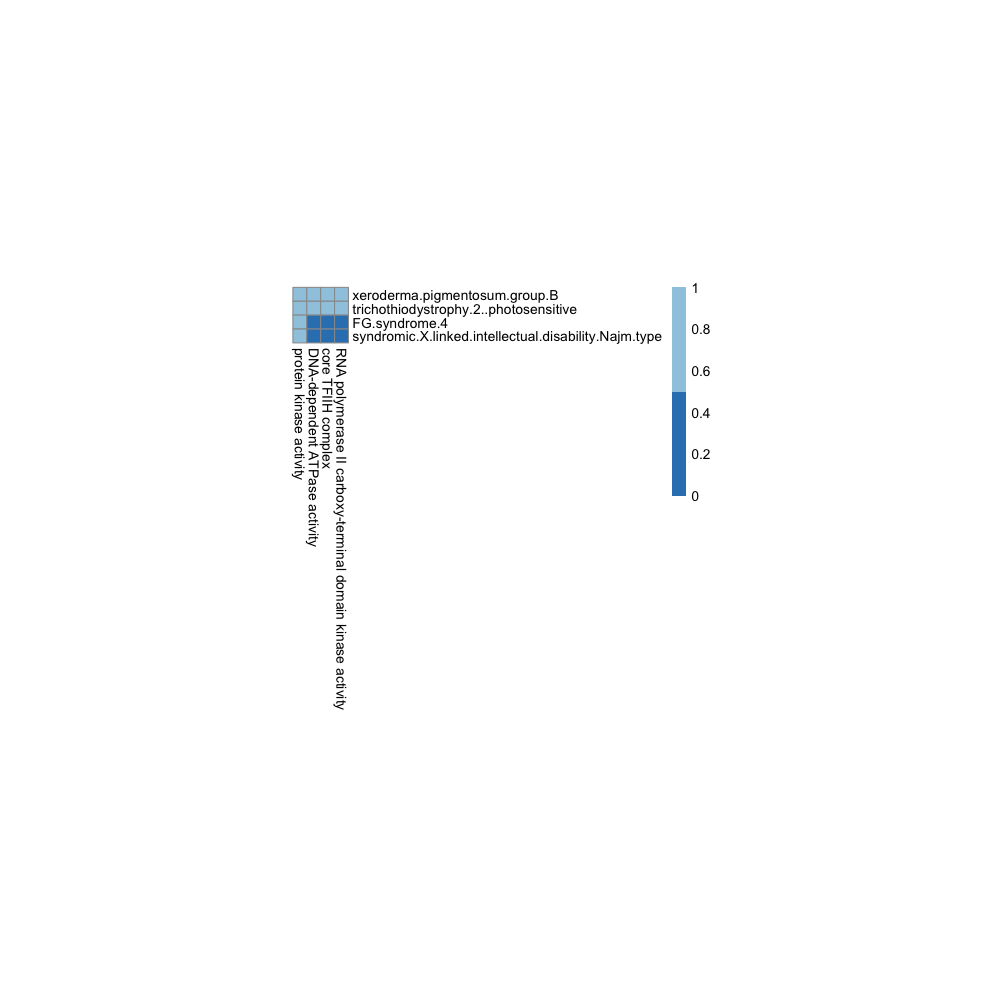 xeroderma.pigmentosum.group.B
trichothiodystrophy.2..photosensitive
FG.syndrome.4
syndromic.X.linked.intellectual.disability.Najm.type
protein kinase activity
DNA-dependent ATPase activity
core TFIIH complex
RNA polymerase II carboxy-terminal domain kinase activity
1
0.8
0.6
0.4
0.2
0